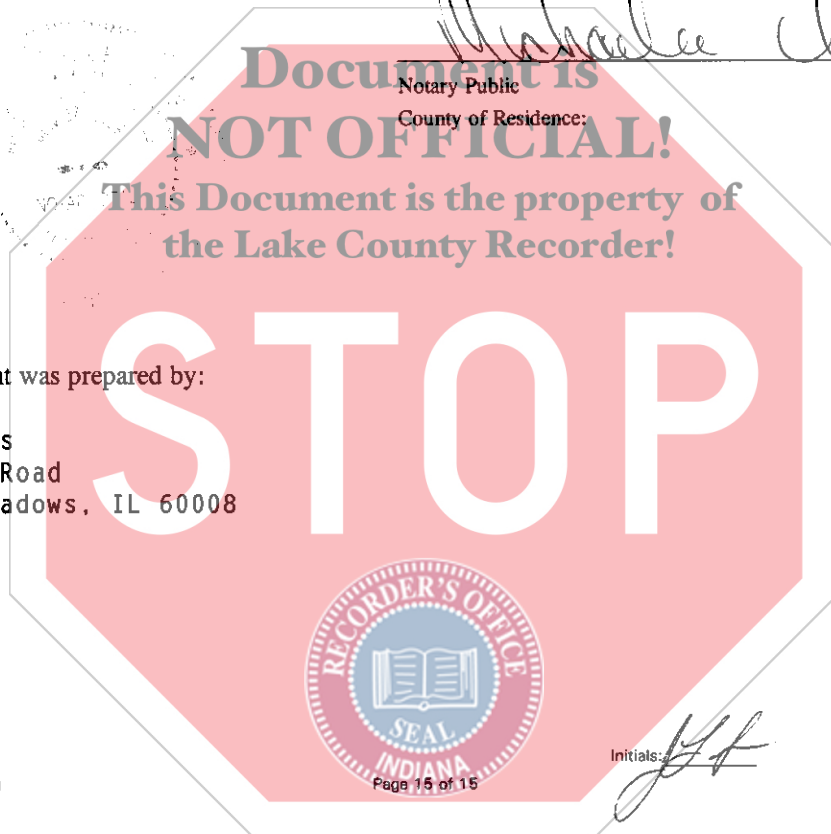 Michaelee
Document is
Notary Public
County of Residence:
NOT OFFICIAL!
This Document is the property of
the Lake County Recorder!
STOP
was prepared by:
Road
IL 60008
RECORDER'S OFFICE
SEAL
INDIANA
Initials:
Page 15 of 15